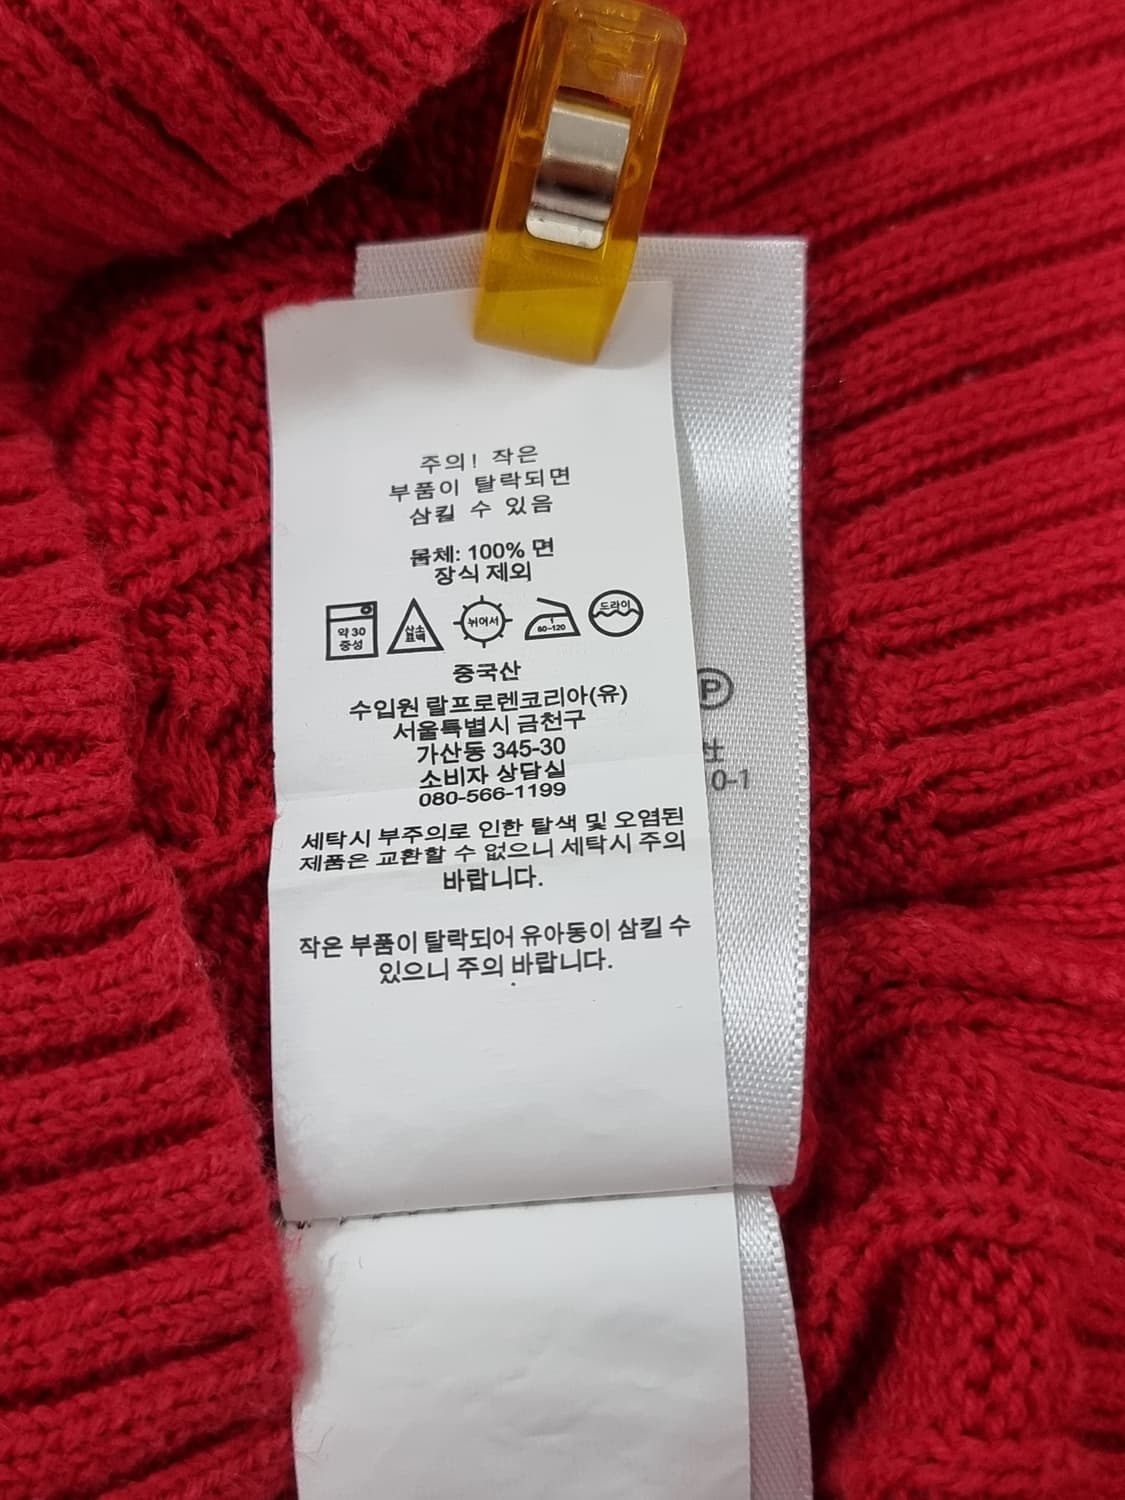 주의! 작은
부품이 탈락되면
삼킬 수 있음
몸체: 100% 면
장식 제외
약 30
중성
산소
표백
뉘어서
1
80~120
드라이
중국산
수입원 랄프로렌코리아(유)
서울특별시 금천구
가산동 345-30
소비자 상담실
080-566-1199
세탁시 부주의로 인한 탈색 및 오염된
제품은 교환할 수 없으니 세탁시 주의
바랍니다.
작은 부품이 탈락되어 유아동이 삼킬 수
있으니 주의 바랍니다.
P
社
0-1